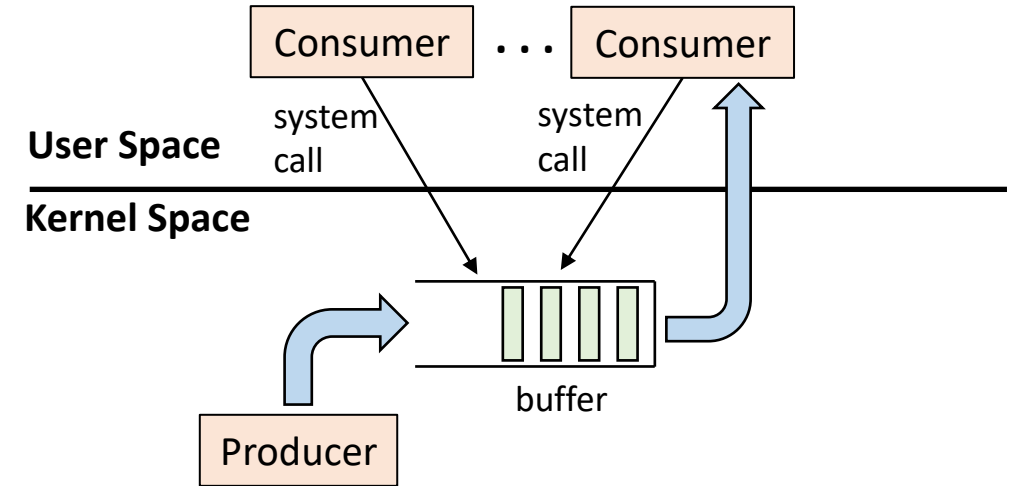 Consumer
. . .
Consumer
system
call
system
call
User Space
Kernel Space
buffer
Producer